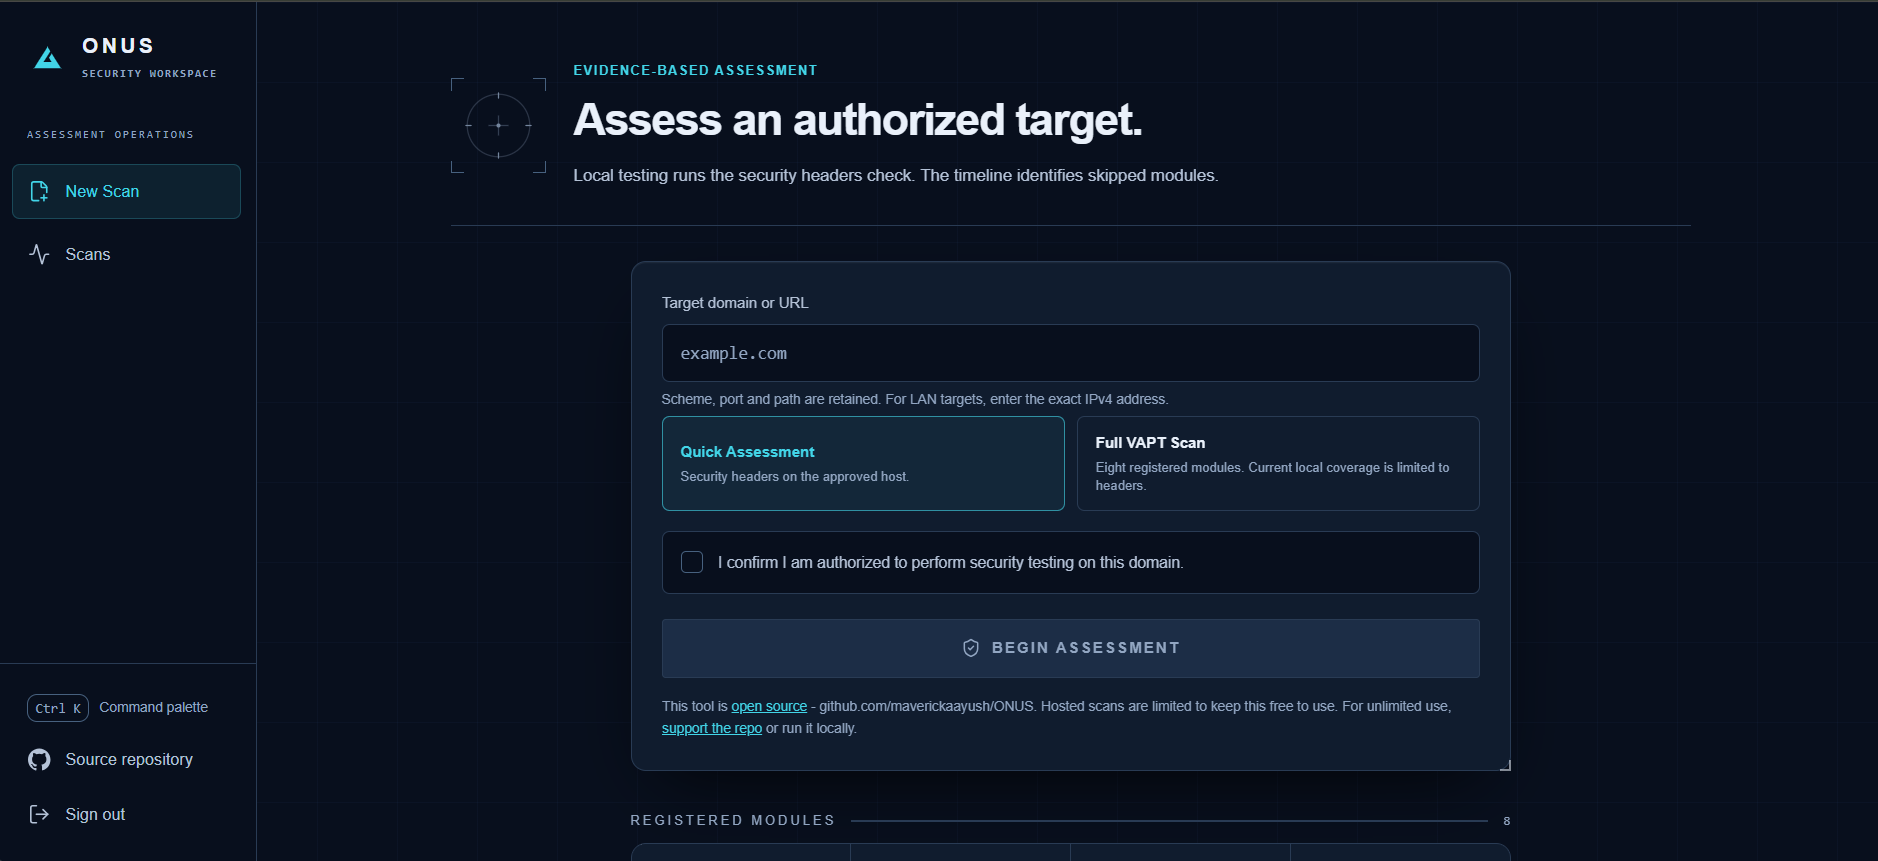 ONUS
SECURITY WORKSPACE
ASSESSMENT OPERATIONS
New Scan
Scans
Ctrl K Command palette
Source repository
Sign out
EVIDENCE-BASED ASSESSMENT
Assess an authorized target.
Local testing runs the security headers check. The timeline identifies skipped modules.
Target domain or URL
example.com
Scheme, port and path are retained. For LAN targets, enter the exact IPv4 address.
Quick Assessment
Security headers on the approved host.
Full VAPT Scan
Eight registered modules. Current local coverage is limited to
headers.
I confirm I am authorized to perform security testing on this domain.
BEGIN ASSESSMENT
This tool is open source - github.com/maverickaayush/ONUS. Hosted scans are limited to keep this free to use. For unlimited use,
support the repo or run it locally.
REGISTERED MODULES 8